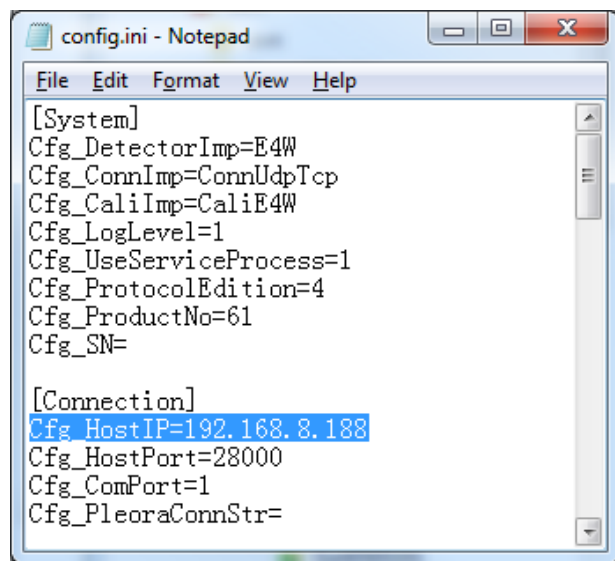 config.ini - Notepad
File Edit Format View Help
[System]
Cfg_DetectorImp=E4W
Cfg_ConnImp=ConnUdpTcp
Cfg_CaliImp=CaliE4W
Cfg_LogLevel=1
Cfg_UseServiceProcess=1
Cfg_ProtocolEdition=4
Cfg_ProductNo=61
Cfg_SN=
[Connection]
Cfg_HostIP=192.168.8.188
Cfg_HostPort=28000
Cfg_ComPort=1
Cfg_PleoraConnStr=